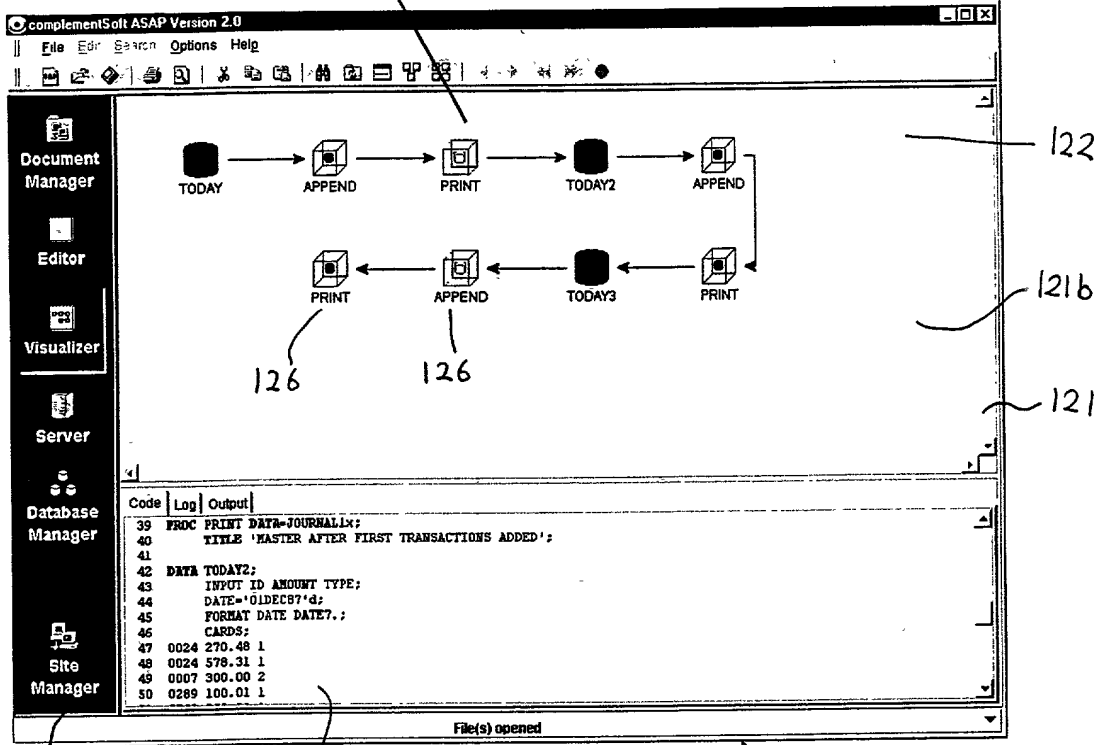 complementSoft ASAP Version 2.0
File Edit Search Options Help
Document
Manager
Editor
Visualizer
Server
Database
Manager
Site
Manager
TODAY APPEND PRINT TODAY2 APPEND
PRINT APPEND TODAY3 PRINT
122
121b
121
126 126
Code Log Output
39 PROC PRINT DATA=JOURNALix;
40 TITLE 'MASTER AFTER FIRST TRANSACTIONS ADDED';
41
42 DATA TODAY2;
43 INPUT ID AMOUNT TYPE;
44 DATE='01DEC87'd;
45 FORMAT DATE DATE7.;
46 CARDS;
47 0024 270.48 1
48 0024 578.31 1
49 0007 300.00 2
50 0289 100.01 1
File(s) opened